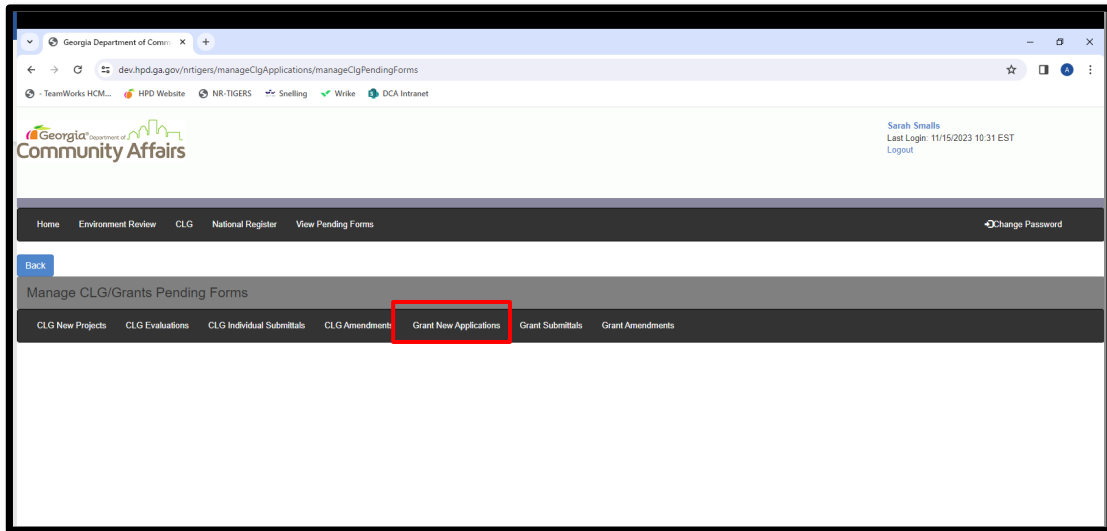 Georgia Department of Comm
dev.hpd.ga.gov/nrtigers/manageClgApplications/manageClgPendingForms
A
- TeamWorks HCM... HPD Website NR-TIGERS Snelling Wrike DCA Intranet
Georgia® Department of
Community Affairs
Sarah Smalls
Last Login: 11/15/2023 10:31 EST
Logout
Home Environment Review CLG National Register View Pending Forms Change Password
Back
Manage CLG/Grants Pending Forms
CLG New Projects CLG Evaluations CLG Individual Submittals CLG Amendments Grant New Applications Grant Submittals Grant Amendments